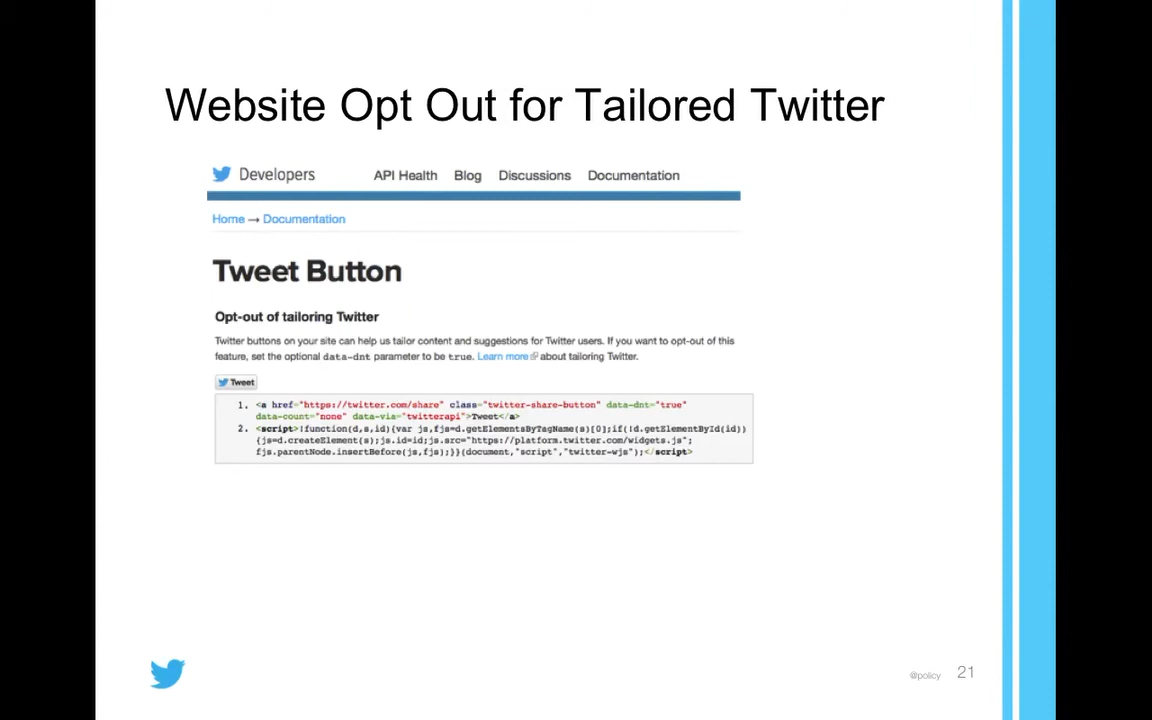 Website Opt Out for Tailored Twitter
Developers API Health Blog Discussions Documentation
Home → Documentation
Tweet Button
Opt-out of tailoring Twitter
Twitter buttons on your site can help us tailor content and suggestions for Twitter users. If you want to opt-out of this
feature, set the optional data-dnt parameter to be true. Learn more about tailoring Twitter.
Tweet
1. <a href="https://twitter.com/share" class="twitter-share-button" data-dnt="true"
data-count="none" data-via="twitterapi">Tweet</a>
2. <script>!function(d,s,id){var js,fjs=d.getElementsByTagName(s)[0];if(!d.getElementById(id))
{js=d.createElement(s);js.id=id;js.src="https://platform.twitter.com/widgets.js";
fjs.parentNode.insertBefore(js,fjs);}}(document,"script","twitter-wjs");</script>
@policy 21